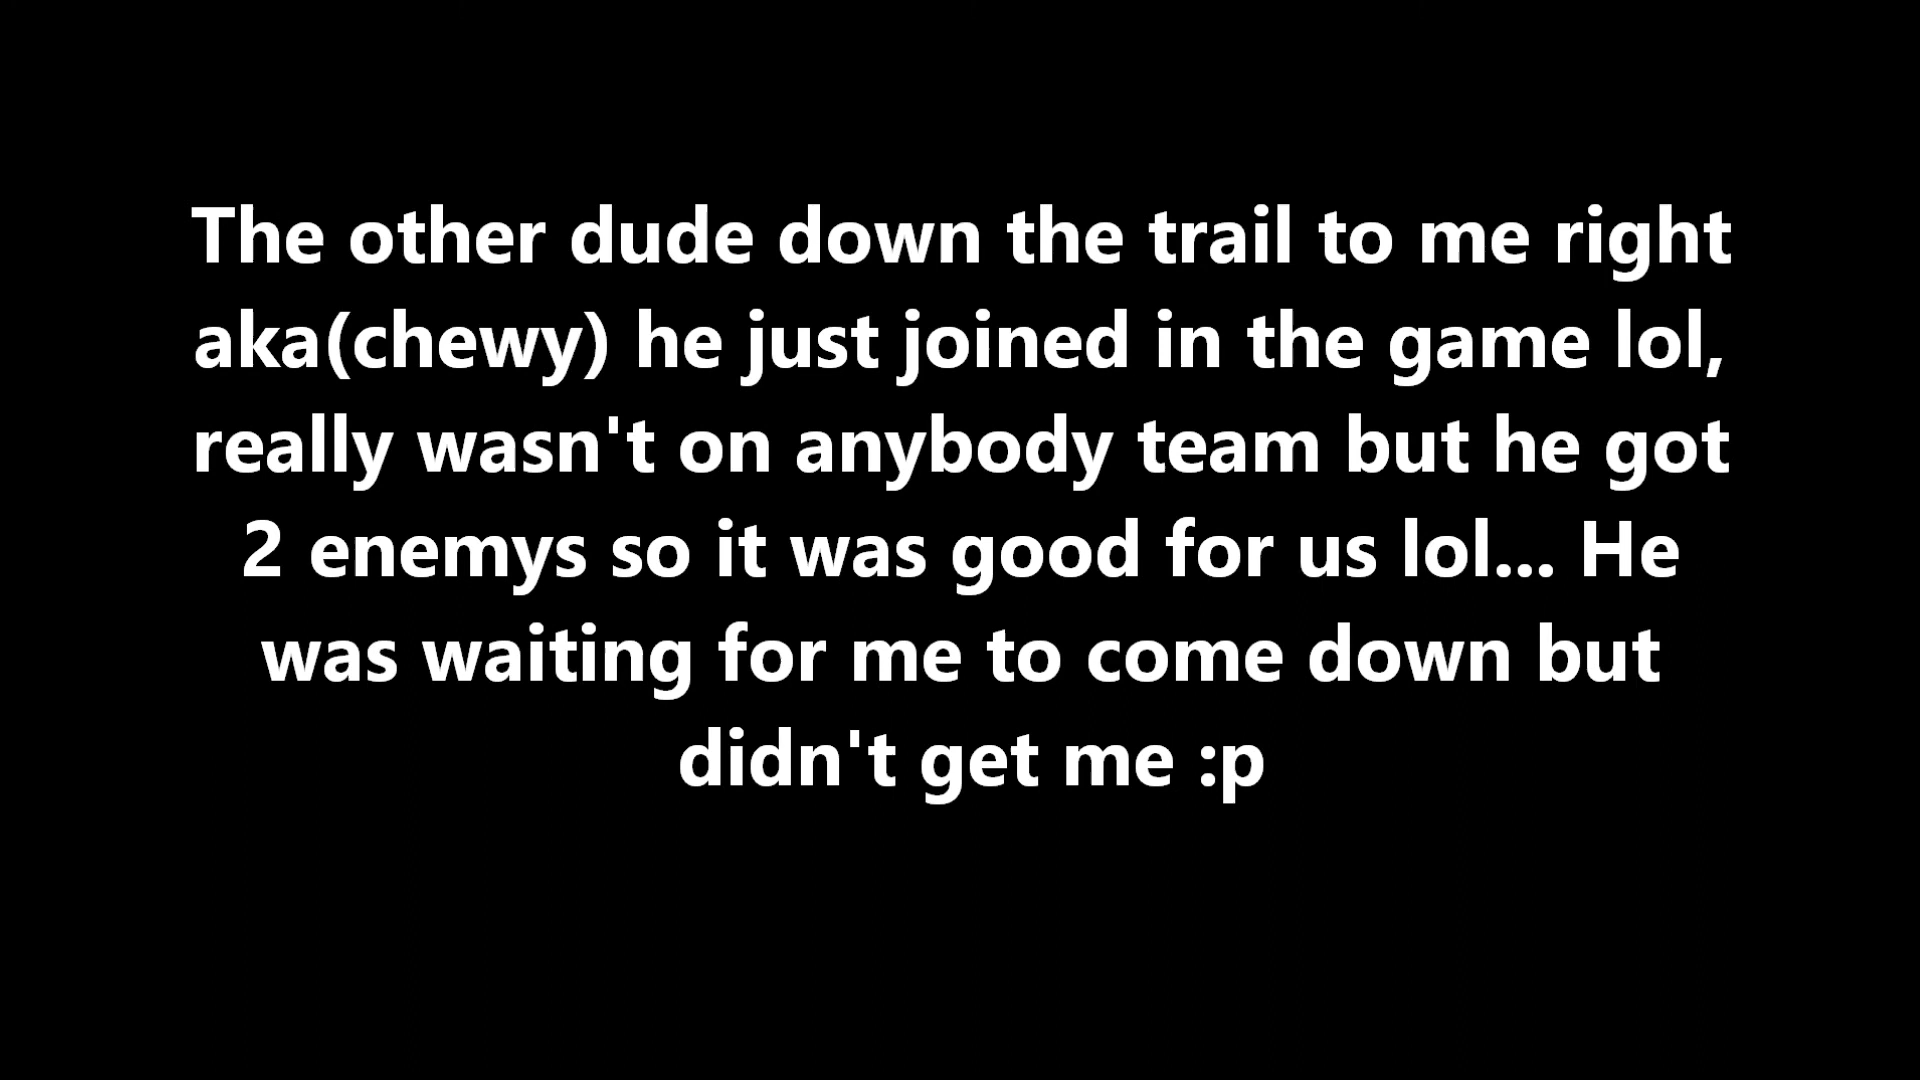 The other dude down the trail to me right
aka(chewy) he just joined in the game lol,
really wasn't on anybody team but he got
2 enemys so it was good for us lol... He
was waiting for me to come down but
didn't get me :p